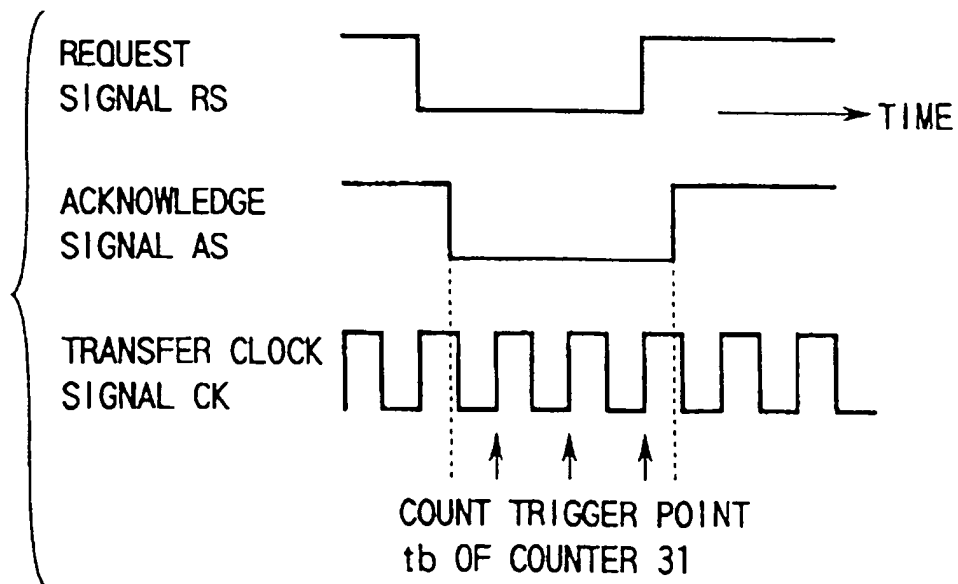 REQUEST
SIGNAL RS
TIME
ACKNOWLEDGE
SIGNAL AS
TRANSFER CLOCK
SIGNAL CK
COUNT TRIGGER POINT
tb OF COUNTER 31